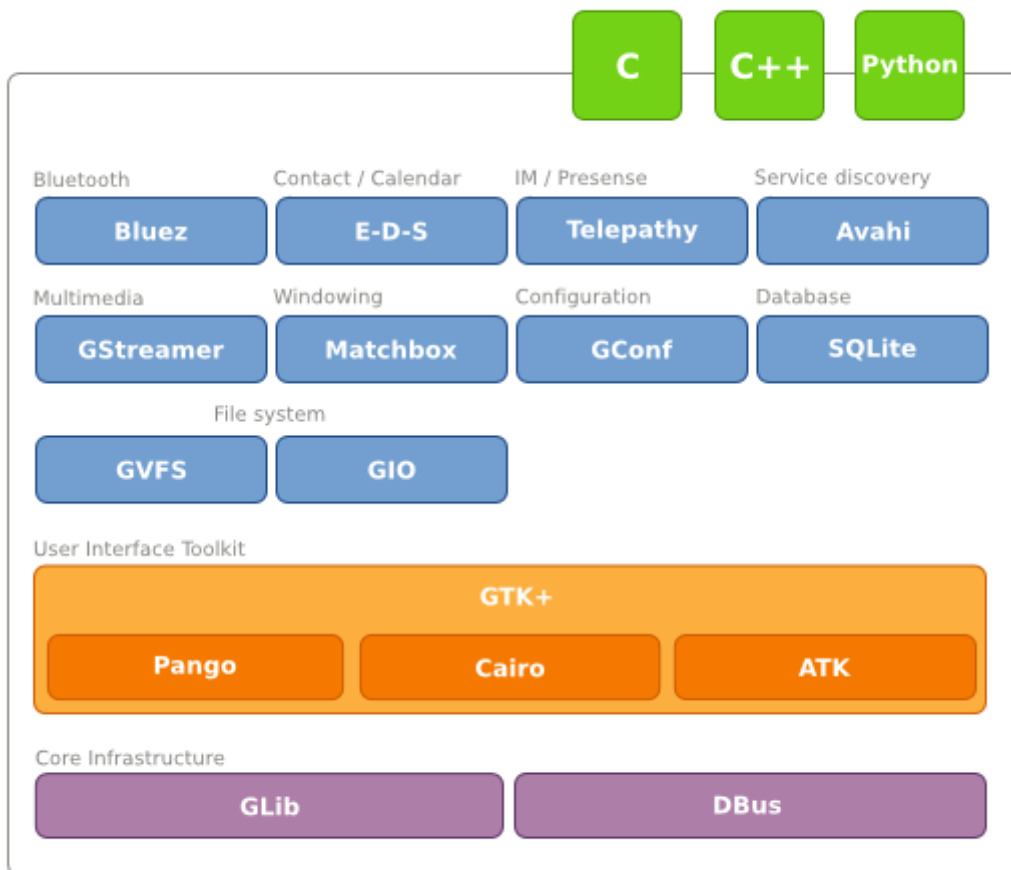 C C++ Python
Bluetooth Contact / Calendar IM / Presense Service discovery
Bluez E-D-S Telepathy Avahi
Multimedia Windowing Configuration Database
GStreamer Matchbox GConf SQLite
File system
GVFS GIO
User Interface Toolkit
GTK+
Pango Cairo ATK
Core Infrastructure
GLib DBus